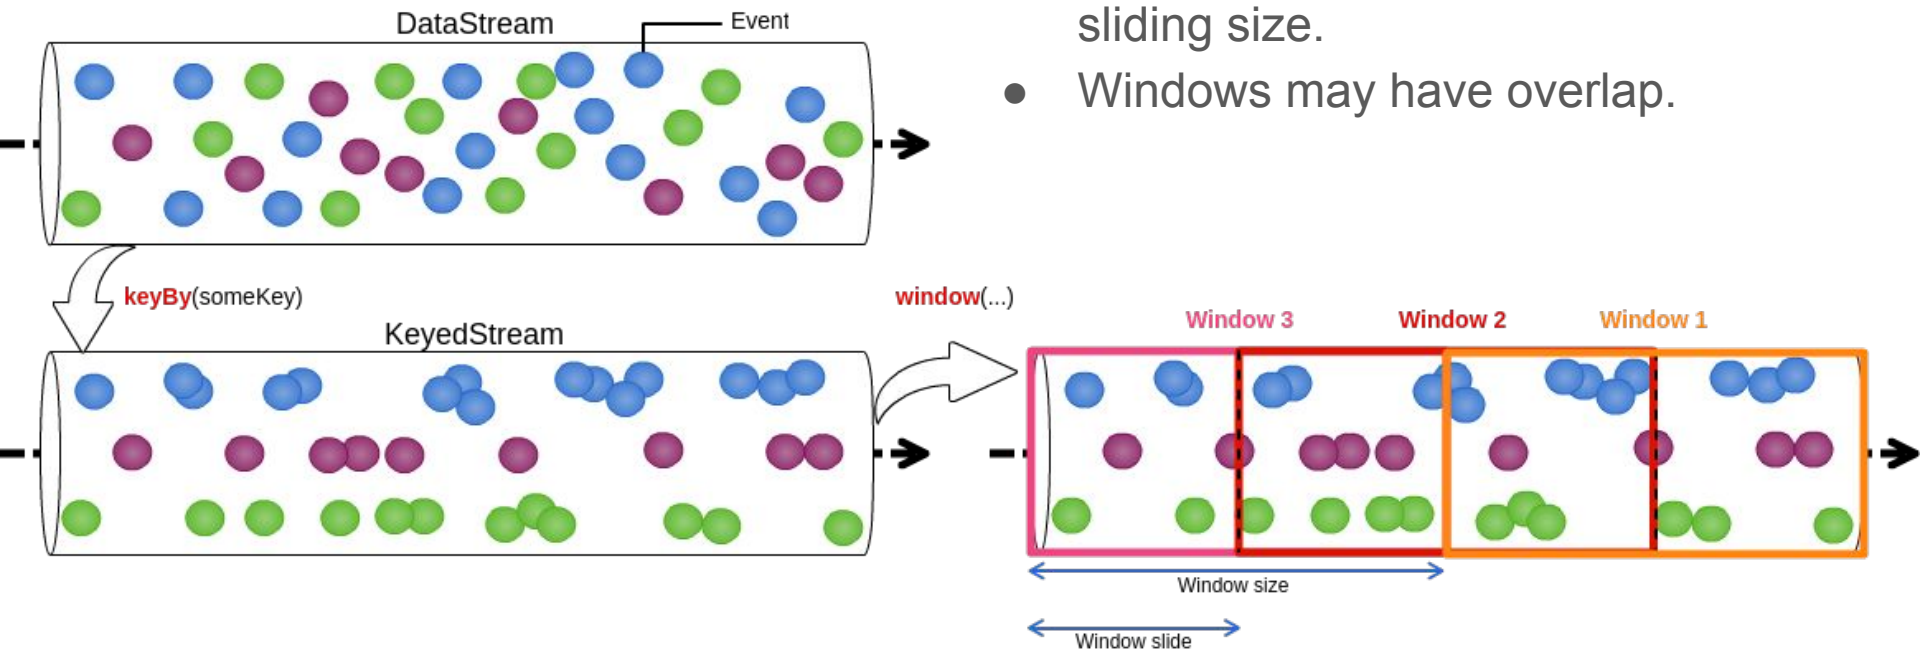 DataStream
Event
sliding size.
● Windows may have overlap.
keyBy(someKey)
window(...)
KeyedStream
Window 3
Window 2
Window 1
Window size
Window slide